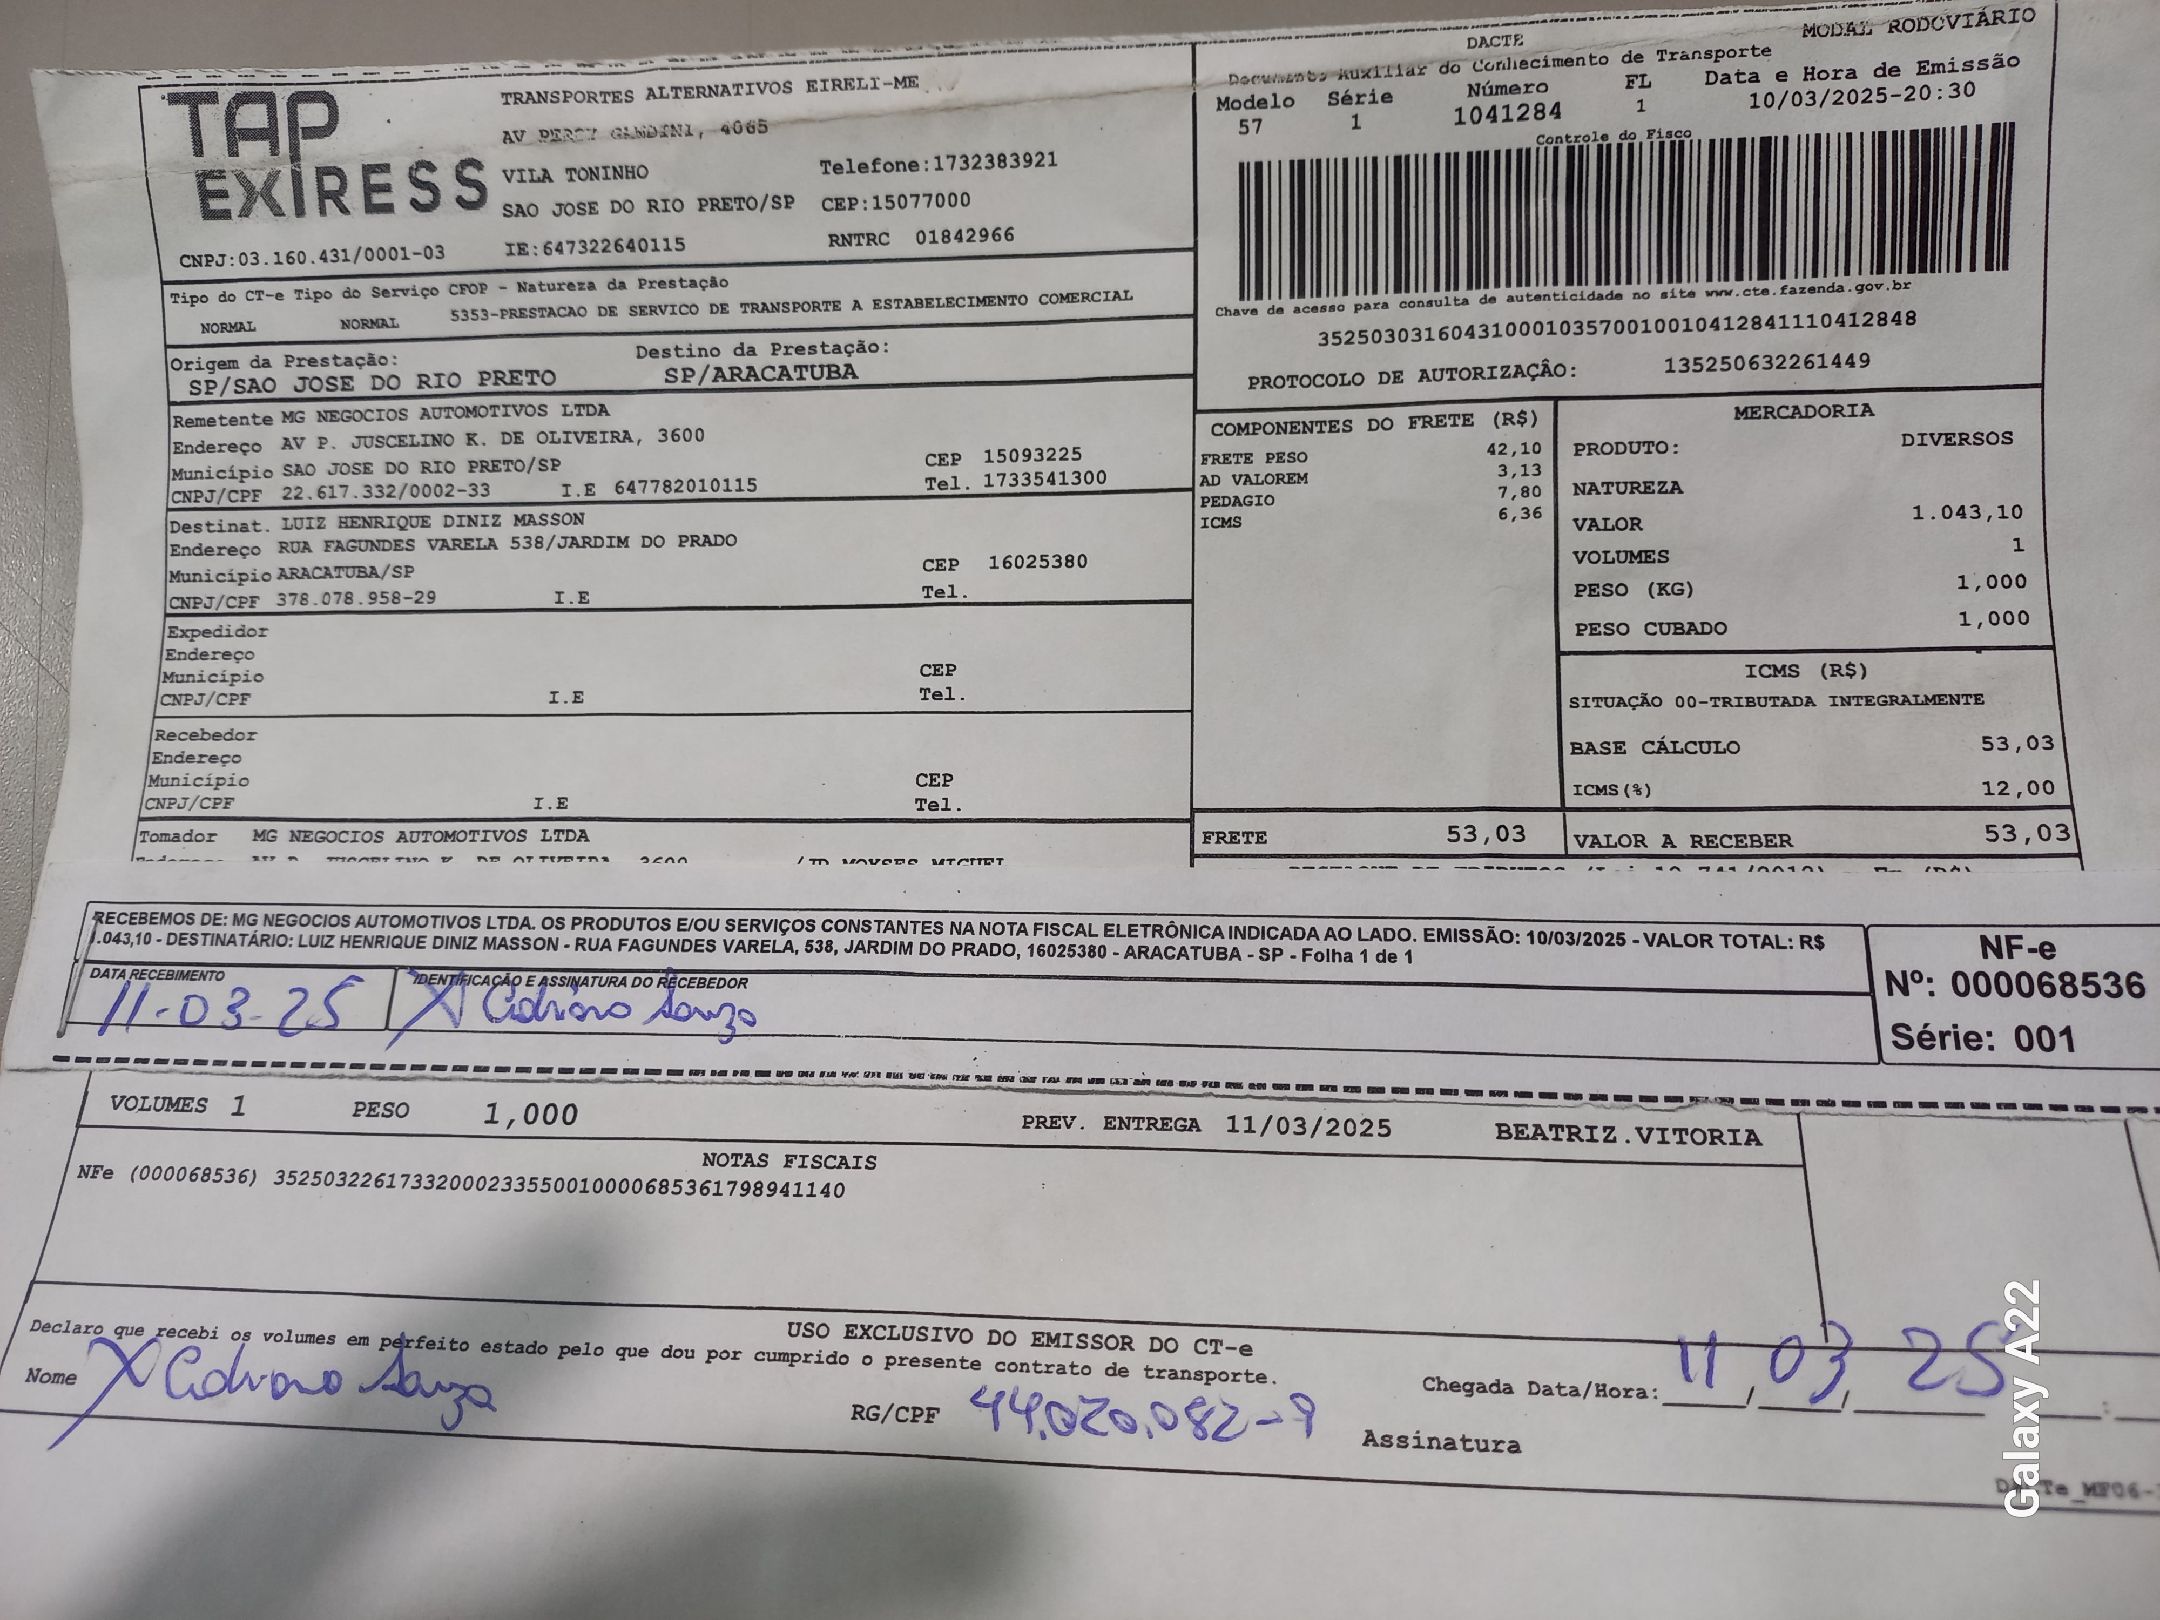 TAP
EXPRESS
TRANSPORTES ALTERNATIVOS EIRELI-ME
AV PERCY GANDINI, 4065
VILA TONINHO Telefone:1732383921
SAO JOSE DO RIO PRETO/SP CEP:15077000
CNPJ:03.160.431/0001-03 IE:647322640115 RNTRC 01842966
MODAL RODOVIÁRIO
DACTE
Documento Auxiliar do Conhecimento de Transporte
Modelo Série Número FL Data e Hora de Emissão
57 1 1041284 1 10/03/2025-20:30
Controle do Fisco
Chave de acesso para consulta de autenticidade no site www.cte.fazenda.gov.br
35250303160431000103570010010412841110412848
PROTOCOLO DE AUTORIZAÇÂO: 135250632261449
Tipo do CT-e Tipo do Serviço CFOP - Natureza da Prestação
NORMAL NORMAL 5353-PRESTACAO DE SERVICO DE TRANSPORTE A ESTABELECIMENTO COMERCIAL
Origem da Prestação: Destino da Prestação:
SP/SAO JOSE DO RIO PRETO SP/ARACATUBA
Remetente MG NEGOCIOS AUTOMOTIVOS LTDA
Endereço AV P. JUSCELINO K. DE OLIVEIRA, 3600
Município SAO JOSE DO RIO PRETO/SP CEP 15093225
CNPJ/CPF 22.617.332/0002-33 I.E 647782010115 Tel. 1733541300
Destinat. LUIZ HENRIQUE DINIZ MASSON
Endereço RUA FAGUNDES VARELA 538/JARDIM DO PRADO
Município ARACATUBA/SP CEP 16025380
CNPJ/CPF 378.078.958-29 I.E Tel.
Expedidor
Endereço
Município CEP
CNPJ/CPF I.E Tel.
Recebedor
Endereço
Município CEP
CNPJ/CPF I.E Tel.
Tomador MG NEGOCIOS AUTOMOTIVOS LTDA
COMPONENTES DO FRETE (R$)
FRETE PESO 42,10
AD VALOREM 3,13
PEDAGIO 7,80
ICMS 6,36
FRETE 53,03
MERCADORIA
PRODUTO: DIVERSOS
NATUREZA
VALOR 1.043,10
VOLUMES 1
PESO (KG) 1,000
PESO CUBADO 1,000
ICMS (R$)
SITUAÇÃO 00-TRIBUTADA INTEGRALMENTE
BASE CÁLCULO 53,03
ICMS(%) 12,00
VALOR A RECEBER 53,03
RECEBEMOS DE: MG NEGOCIOS AUTOMOTIVOS LTDA. OS PRODUTOS E/OU SERVIÇOS CONSTANTES NA NOTA FISCAL ELETRÔNICA INDICADA AO LADO. EMISSÃO: 10/03/2025 - VALOR TOTAL: R$
1.043,10 - DESTINATÁRIO: LUIZ HENRIQUE DINIZ MASSON - RUA FAGUNDES VARELA, 538, JARDIM DO PRADO, 16025380 - ARACATUBA - SP - Folha 1 de 1
DATA RECEBIMENTO IDENTIFICAÇÃO E ASSINATURA DO RECEBEDOR
11-03-25 X Adriano Souza
NF-e
Nº: 000068536
Série: 001
VOLUMES 1 PESO 1,000 PREV. ENTREGA 11/03/2025 BEATRIZ.VITORIA
NOTAS FISCAIS
NFe (000068536) 35250322617332000233550010000685361798941140
USO EXCLUSIVO DO EMISSOR DO CT-e
Declaro que recebi os volumes em perfeito estado pelo que dou por cumprido o presente contrato de transporte.
Nome X Adriano Souza RG/CPF 44.020.082-9 Chegada Data/Hora: 11/03/25 :
Assinatura
Galaxy A22